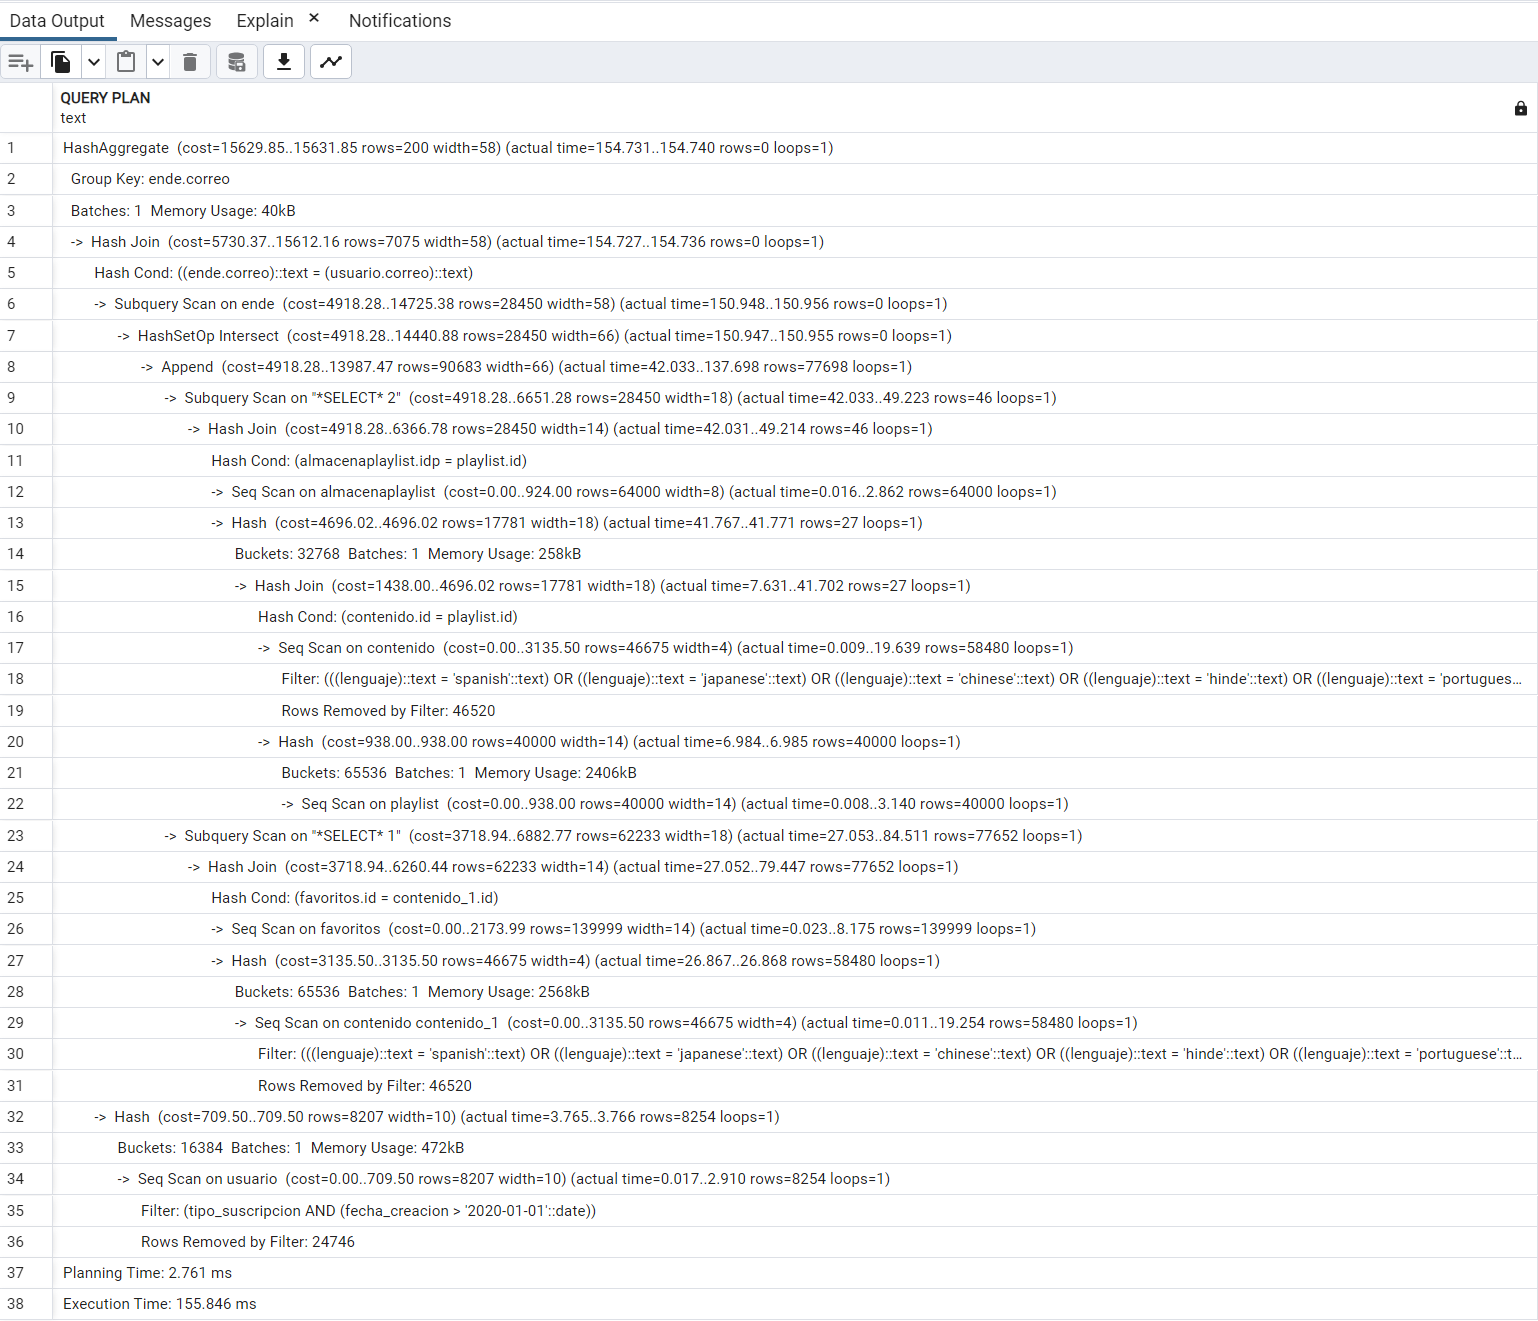 Data Output Messages Explain × Notifications
QUERY PLAN
text
1 HashAggregate (cost=15629.85..15631.85 rows=200 width=58) (actual time=154.731..154.740 rows=0 loops=1)
2 Group Key: ende.correo
3 Batches: 1 Memory Usage: 40kB
4 -> Hash Join (cost=5730.37..15612.16 rows=7075 width=58) (actual time=154.727..154.736 rows=0 loops=1)
5 Hash Cond: ((ende.correo)::text = (usuario.correo)::text)
6 -> Subquery Scan on ende (cost=4918.28..14725.38 rows=28450 width=58) (actual time=150.948..150.956 rows=0 loops=1)
7 -> HashSetOp Intersect (cost=4918.28..14440.88 rows=28450 width=66) (actual time=150.947..150.955 rows=0 loops=1)
8 -> Append (cost=4918.28..13987.47 rows=90683 width=66) (actual time=42.033..137.698 rows=77698 loops=1)
9 -> Subquery Scan on "*SELECT* 2" (cost=4918.28..6651.28 rows=28450 width=18) (actual time=42.033..49.223 rows=46 loops=1)
10 -> Hash Join (cost=4918.28..6366.78 rows=28450 width=14) (actual time=42.031..49.214 rows=46 loops=1)
11 Hash Cond: (almacenaplaylist.idp = playlist.id)
12 -> Seq Scan on almacenaplaylist (cost=0.00..924.00 rows=64000 width=8) (actual time=0.016..2.862 rows=64000 loops=1)
13 -> Hash (cost=4696.02..4696.02 rows=17781 width=18) (actual time=41.767..41.771 rows=27 loops=1)
14 Buckets: 32768 Batches: 1 Memory Usage: 258kB
15 -> Hash Join (cost=1438.00..4696.02 rows=17781 width=18) (actual time=7.631..41.702 rows=27 loops=1)
16 Hash Cond: (contenido.id = playlist.id)
17 -> Seq Scan on contenido (cost=0.00..3135.50 rows=46675 width=4) (actual time=0.009..19.639 rows=58480 loops=1)
18 Filter: (((lenguaje)::text = 'spanish'::text) OR ((lenguaje)::text = 'japanese'::text) OR ((lenguaje)::text = 'chinese'::text) OR ((lenguaje)::text = 'hinde'::text) OR ((lenguaje)::text = 'portugues...
19 Rows Removed by Filter: 46520
20 -> Hash (cost=938.00..938.00 rows=40000 width=14) (actual time=6.984..6.985 rows=40000 loops=1)
21 Buckets: 65536 Batches: 1 Memory Usage: 2406kB
22 -> Seq Scan on playlist (cost=0.00..938.00 rows=40000 width=14) (actual time=0.008..3.140 rows=40000 loops=1)
23 -> Subquery Scan on "*SELECT* 1" (cost=3718.94..6882.77 rows=62233 width=18) (actual time=27.053..84.511 rows=77652 loops=1)
24 -> Hash Join (cost=3718.94..6260.44 rows=62233 width=14) (actual time=27.052..79.447 rows=77652 loops=1)
25 Hash Cond: (favoritos.id = contenido_1.id)
26 -> Seq Scan on favoritos (cost=0.00..2173.99 rows=139999 width=14) (actual time=0.023..8.175 rows=139999 loops=1)
27 -> Hash (cost=3135.50..3135.50 rows=46675 width=4) (actual time=26.867..26.868 rows=58480 loops=1)
28 Buckets: 65536 Batches: 1 Memory Usage: 2568kB
29 -> Seq Scan on contenido contenido_1 (cost=0.00..3135.50 rows=46675 width=4) (actual time=0.011..19.254 rows=58480 loops=1)
30 Filter: (((lenguaje)::text = 'spanish'::text) OR ((lenguaje)::text = 'japanese'::text) OR ((lenguaje)::text = 'chinese'::text) OR ((lenguaje)::text = 'hinde'::text) OR ((lenguaje)::text = 'portuguese'::t...
31 Rows Removed by Filter: 46520
32 -> Hash (cost=709.50..709.50 rows=8207 width=10) (actual time=3.765..3.766 rows=8254 loops=1)
33 Buckets: 16384 Batches: 1 Memory Usage: 472kB
34 -> Seq Scan on usuario (cost=0.00..709.50 rows=8207 width=10) (actual time=0.017..2.910 rows=8254 loops=1)
35 Filter: (tipo_suscripcion AND (fecha_creacion > '2020-01-01'::date))
36 Rows Removed by Filter: 24746
37 Planning Time: 2.761 ms
38 Execution Time: 155.846 ms